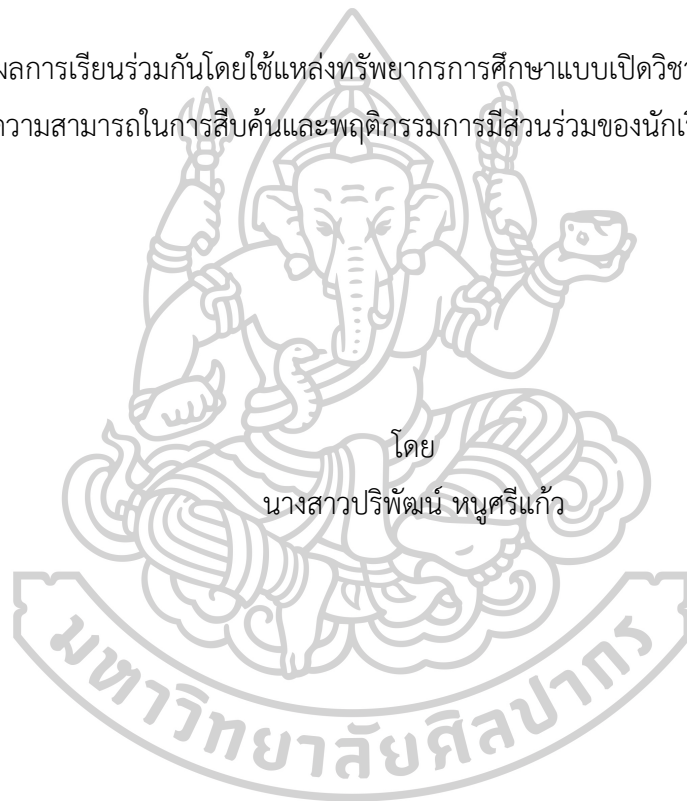 ผลการเรียนร่วมกันโดยใช้แหล่งทรัพยากรการศึกษาแบบเปิดวิชา
ความสามารถในการสืบค้นและพฤติกรรมการมีส่วนร่วมของนักเรี
โดย
นางสาวปริพัฒน์ หนูศรีแก้ว
มหาวิทยาลัยศิลปากร